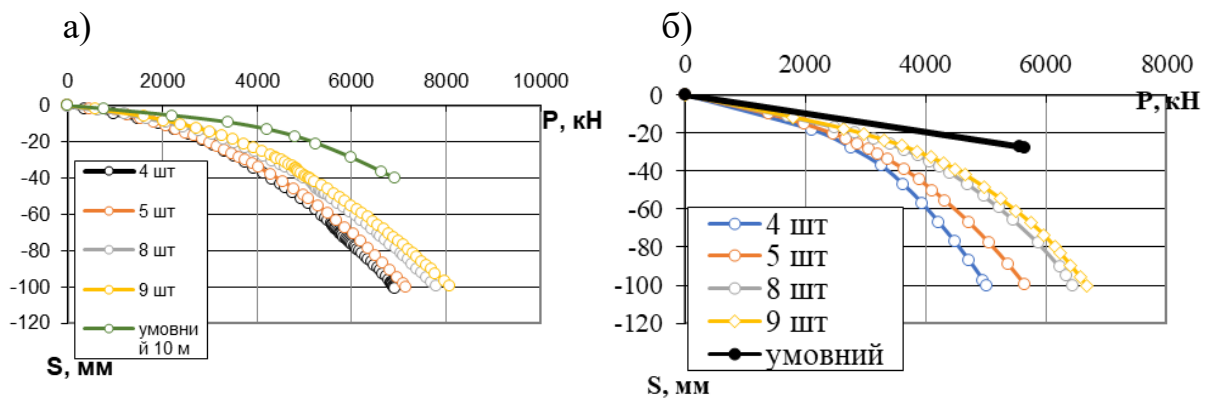 а)
0 2000 4000 6000 8000 10000
P, кН
0
-20
-40
-60
-80
-100
-120
4 шт
5 шт
8 шт
9 шт
умовни
й 10 м
S, мм
б)
0 2000 4000 6000 8000
P, кН
0
-20
-40
-60
-80
-100
-120
4 шт
5 шт
8 шт
9 шт
умовний
S, мм